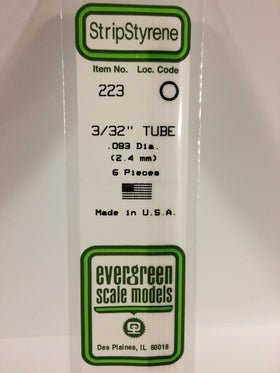 StripStyrene
Item No. Loc. Code
223
3/32" TUBE
.093 Dia.
(2.4 mm)
6 Pieces
Made in U.S.A.
evergreen
scale models
Des Plaines, IL 60018